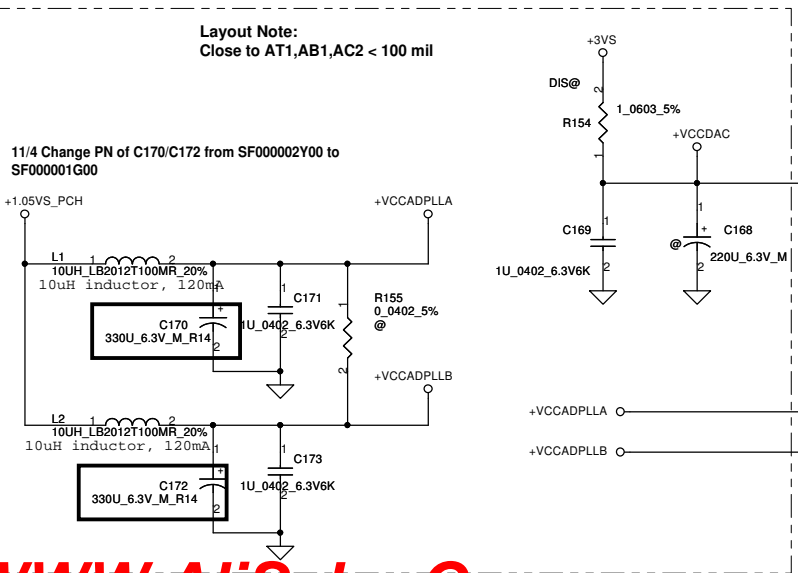 Layout Note:
Close to AT1,AB1,AC2 < 100 mil
+3VS
DIS@
2
1_0603_5%
R154
1
+VCCDAC
11/4 Change PN of C170/C172 from SF000002Y00 to
SF000001G00
+1.05VS_PCH
+VCCADPLLA
L1
1
2
10UH_LB2012T100MR_20%
10uH inductor, 120mA
1
+
C170
330U_6.3V_M_R14
2
1
C171
1U_0402_6.3V6K
2
1
R155
0_0402_5%
@
2
1
C169
1U_0402_6.3V6K
2
1
+
C168
@
220U_6.3V_M
2
+VCCADPLLB
L2
1
2
10UH_LB2012T100MR_20%
10uH inductor, 120mA
1
+
C172
330U_6.3V_M_R14
2
1
C173
1U_0402_6.3V6K
2
+VCCADPLLA
+VCCADPLLB